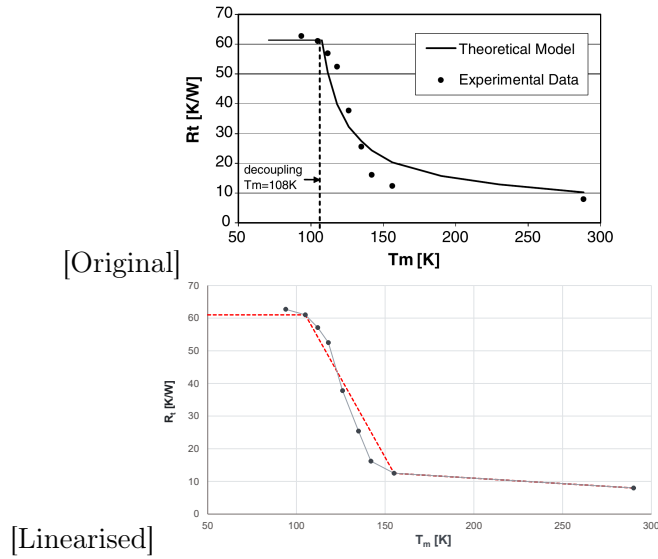 70
60
50
40
30
20
10
0
Rt [K/W]
Theoretical Model
Experimental Data
decoupling
Tm=108K
50 100 150 200 250 300
Tm [K]
[Original]
70
60
50
40
30
20
10
0
Rt [K/W]
50 100 150 200 250 300
Tm [K]
[Linearised]